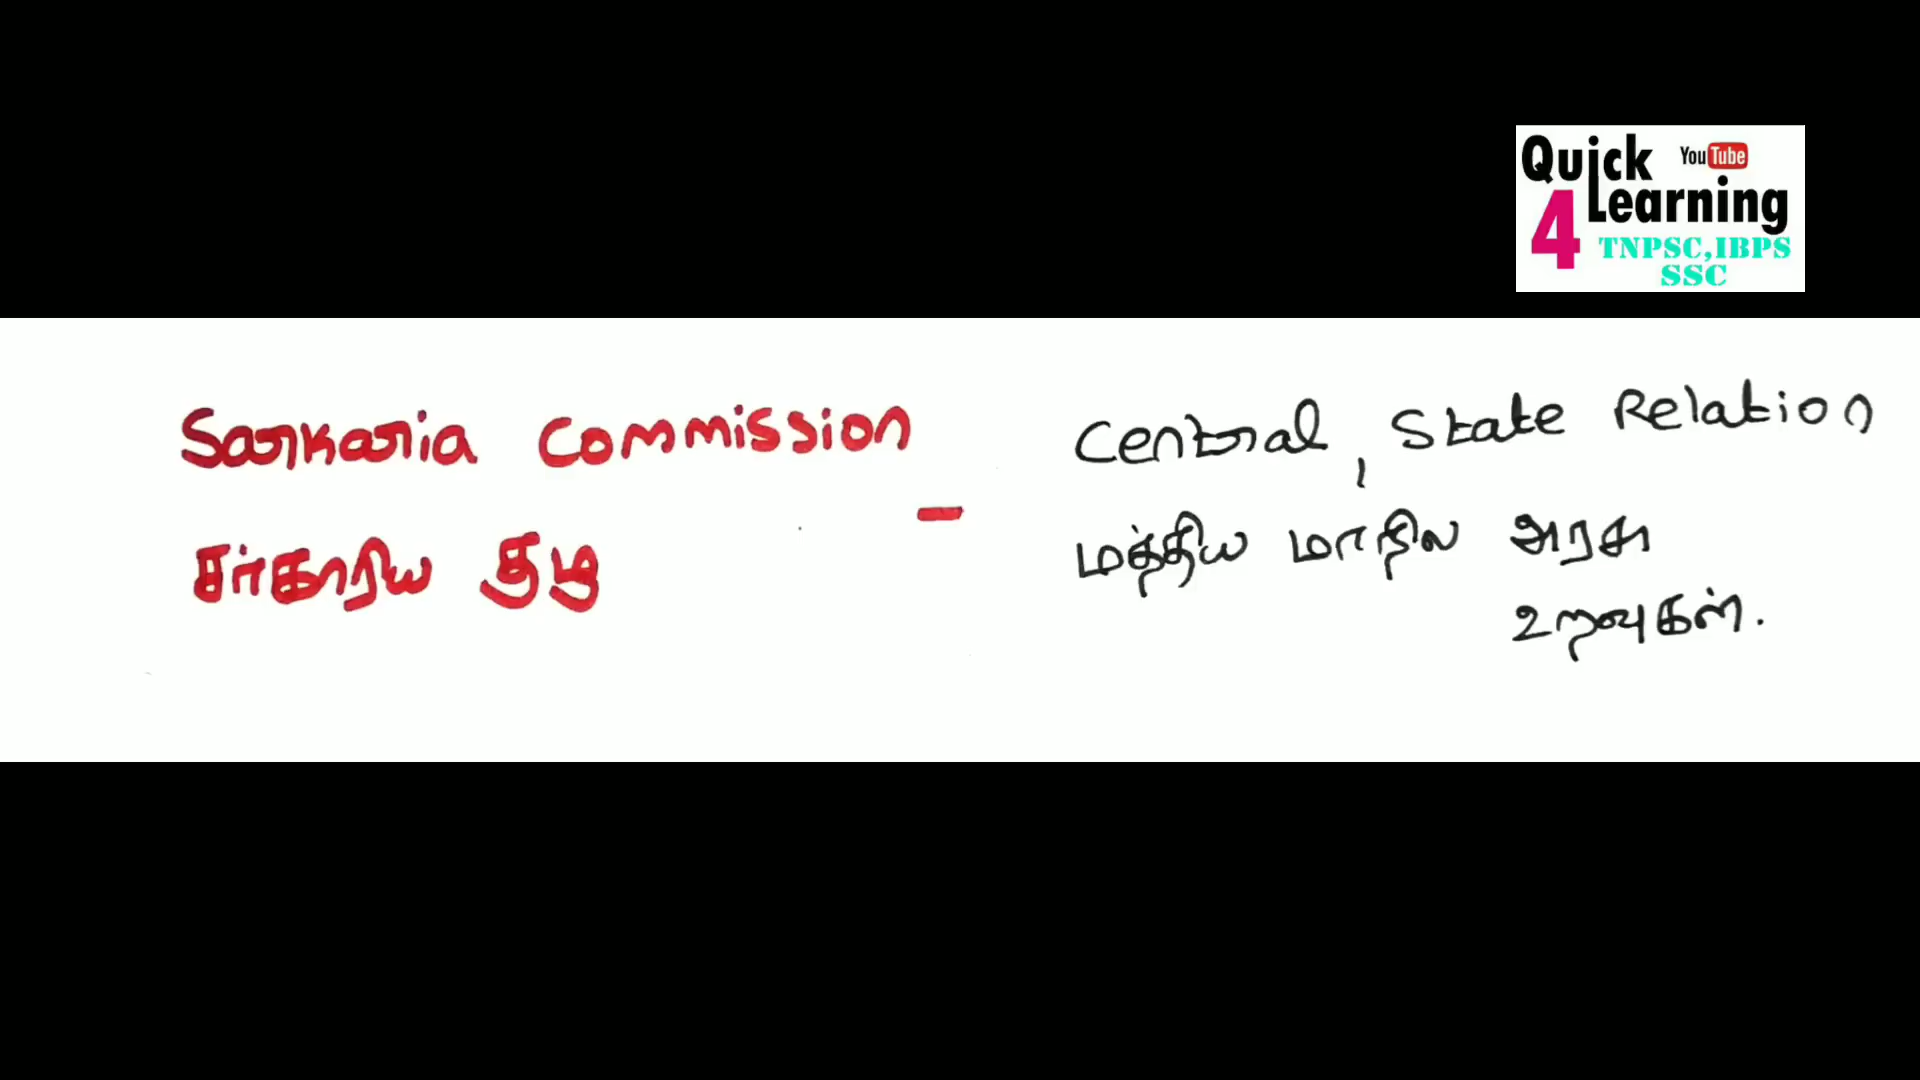 Quick YouTube
4 Learning
TNPSC,IBPS
SSC
Sarkaria Commission - Central, State Relation
சர்காரிய குழு மத்திய மாநில அரசு
உறவுகள்.